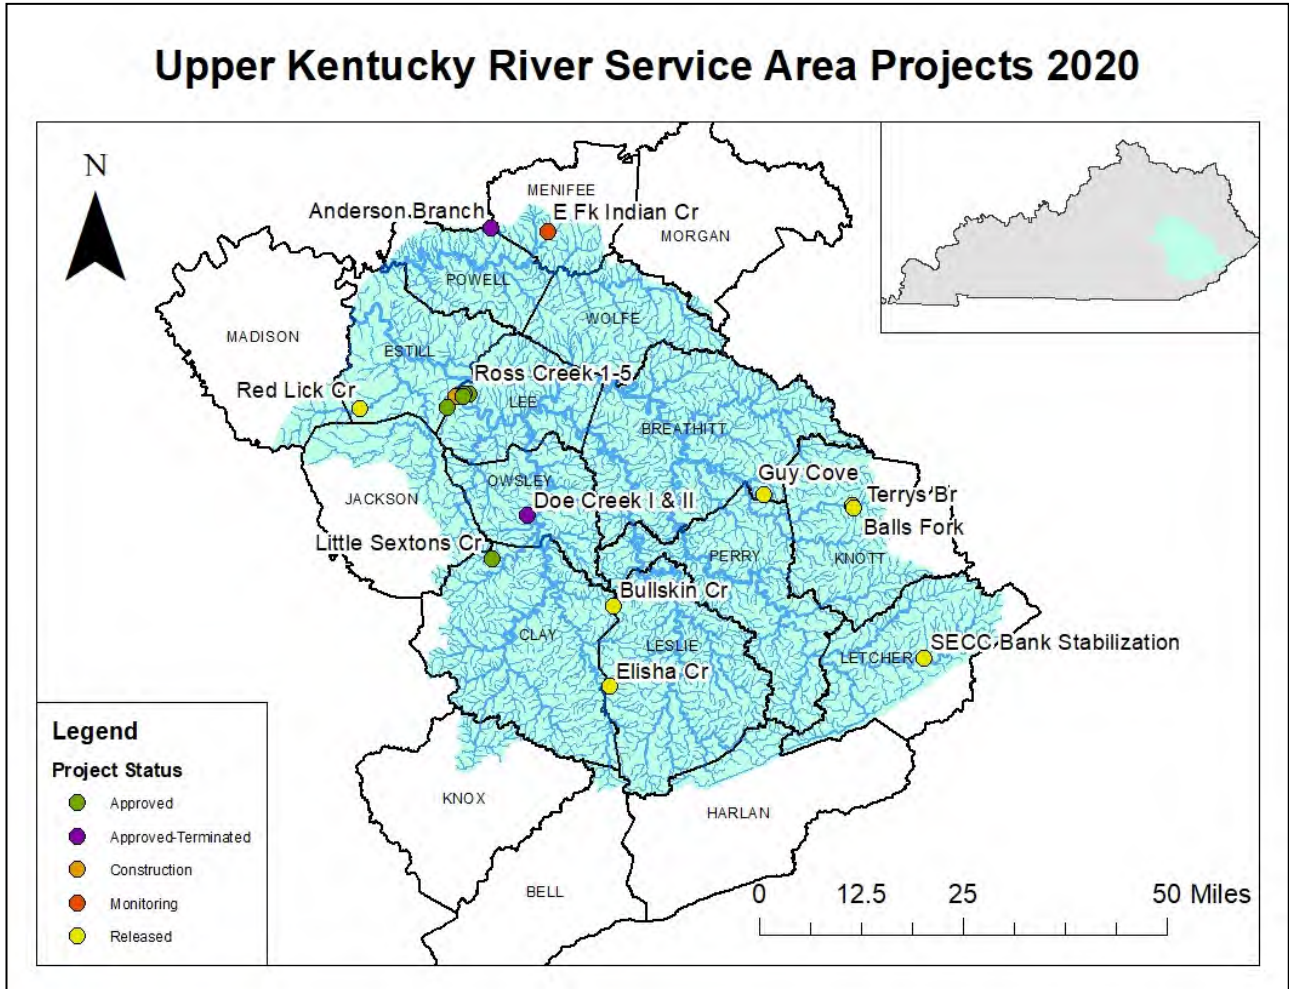 Upper Kentucky River Service Area Projects 2020
N
MENIFEE
Anderson Branch
E Fk Indian Cr
MORGAN
POWELL
WOLFE
MADISON
ESTILL
Ross Creek 1-5
Red Lick Cr
LEE
BREATHITT
Guy Cove
OWSLEY
JACKSON
Doe Creek I & II
Terrys Br
Balls Fork
Little Sextons Cr
PERRY
KNOTT
Bullskin Cr
CLAY
LESLIE
SECC Bank Stabilization
LETCHER
Elisha Cr
Legend
Project Status
Approved
Approved-Terminated
Construction
Monitoring
Released
KNOX
HARLAN
BELL
0 12.5 25 50 Miles